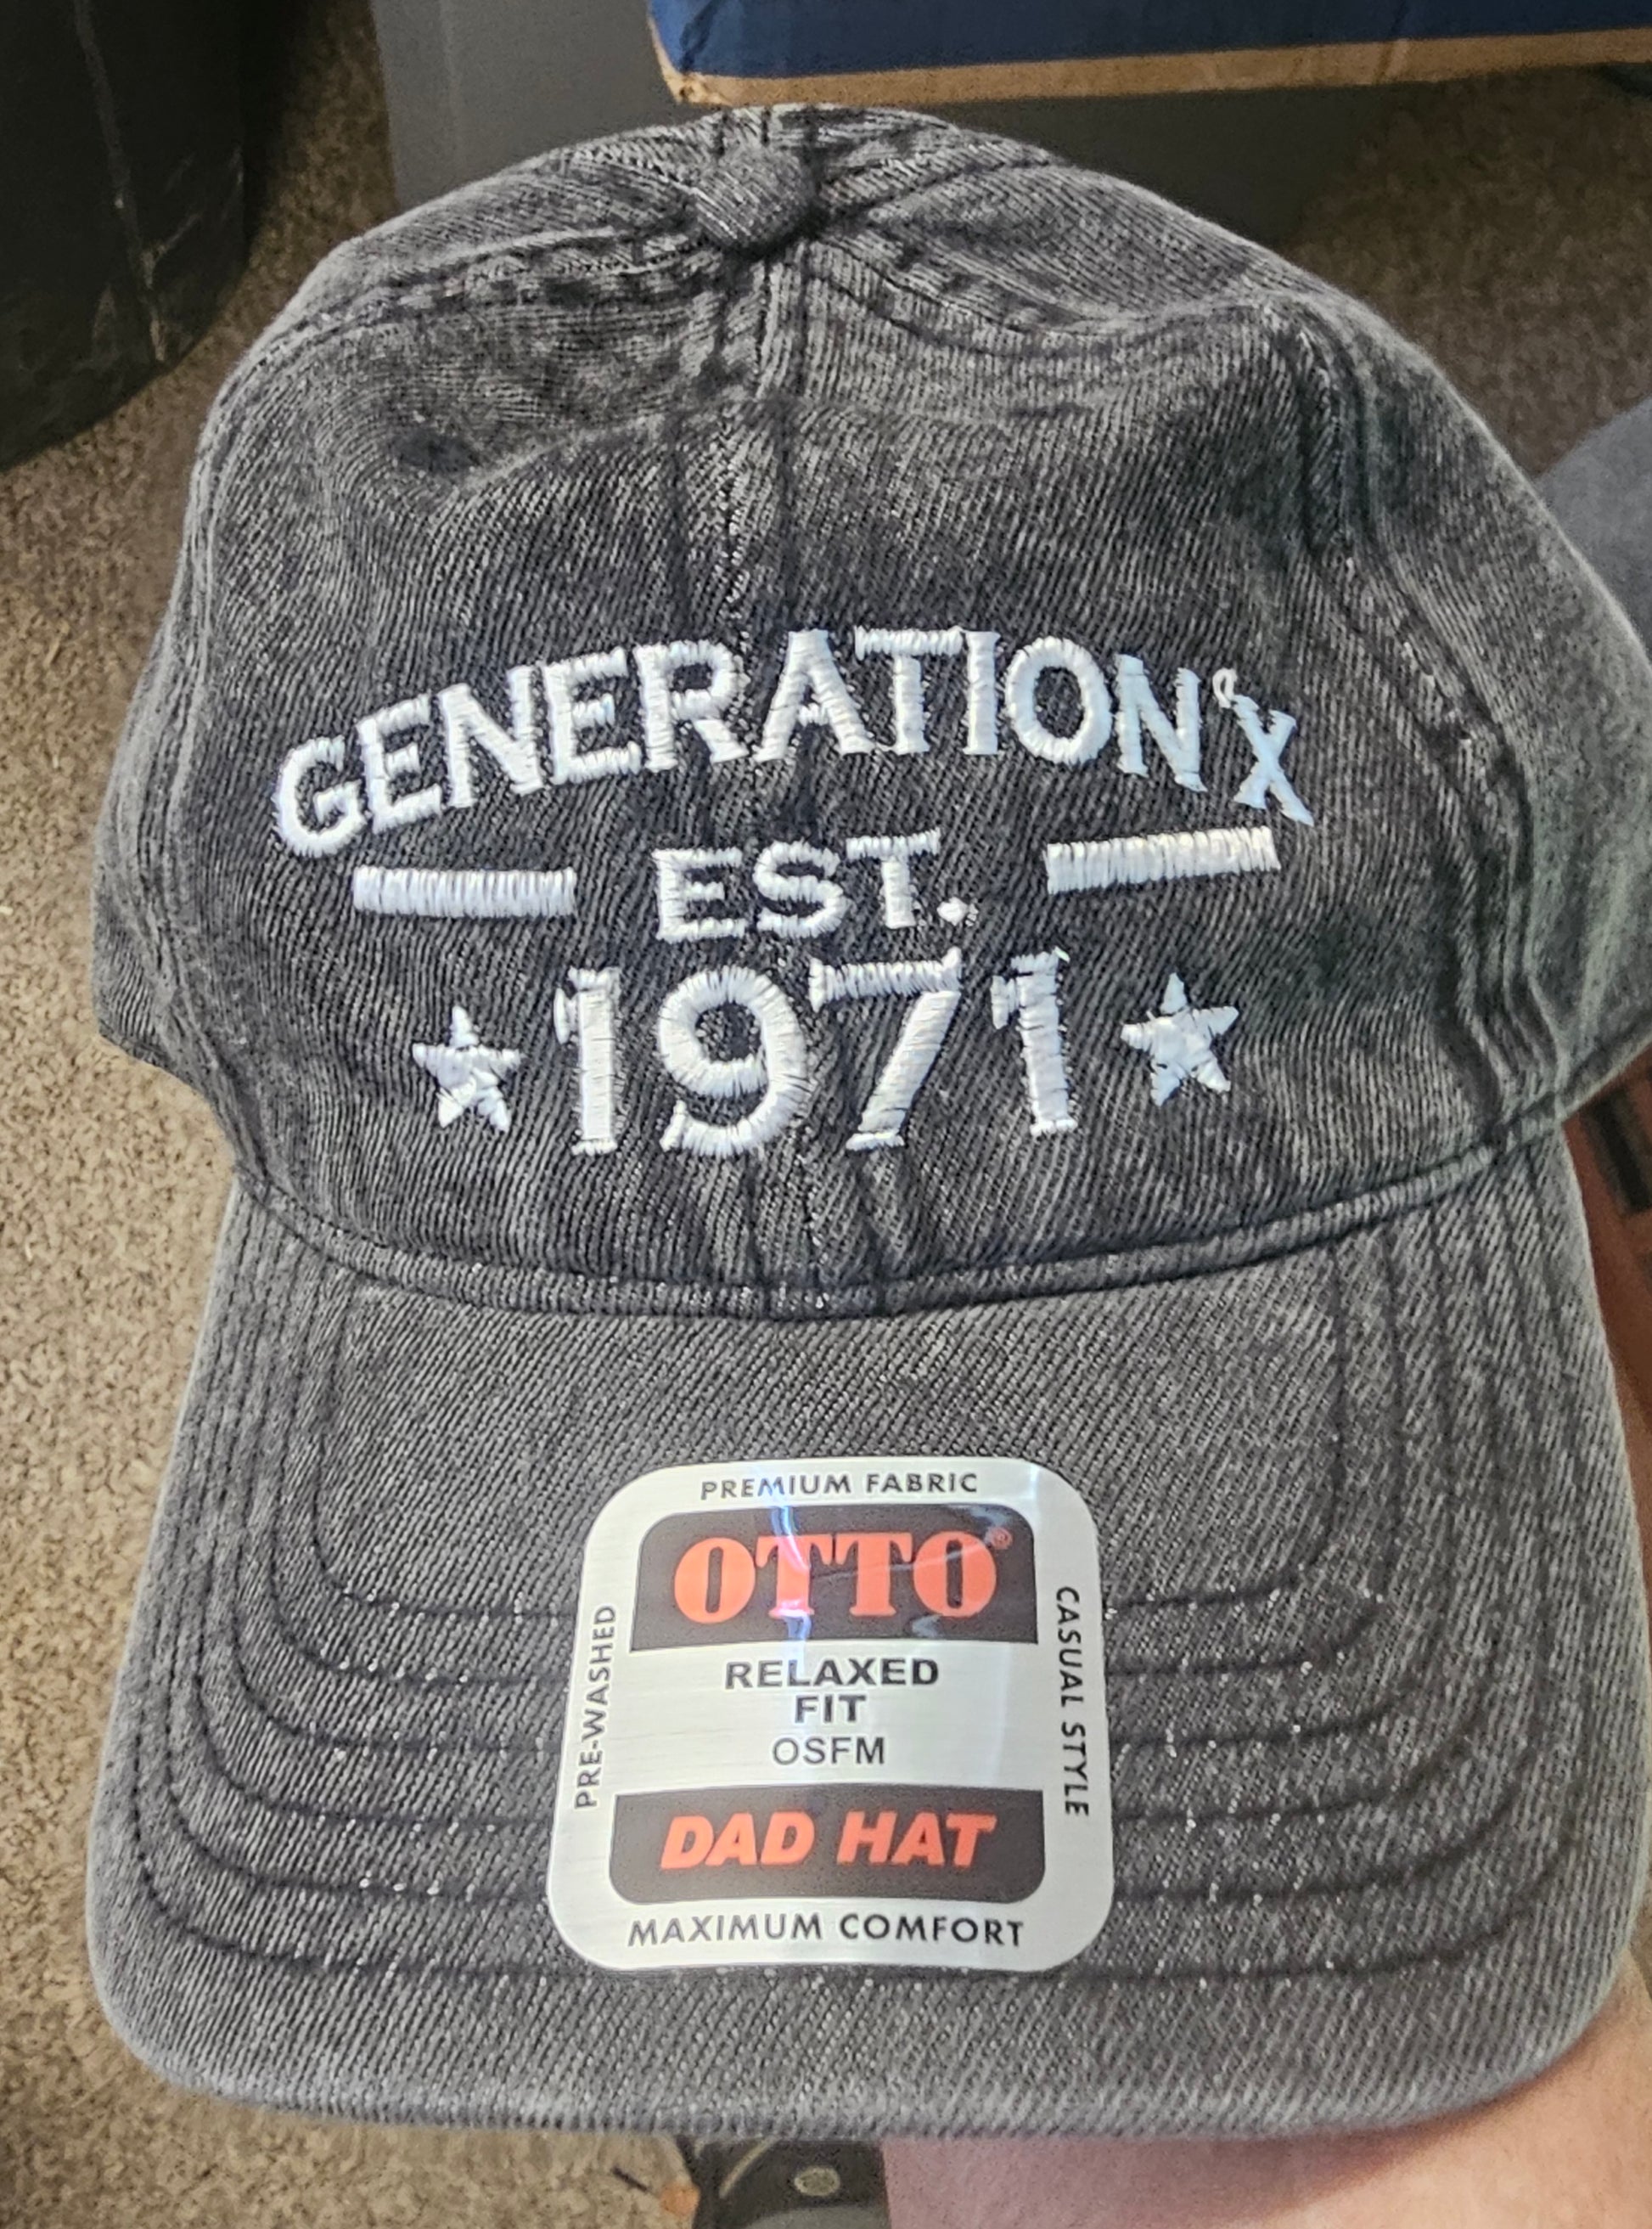 GENERATION X
EST.
1971
PREMIUM FABRIC
OTTO®
PRE-WASHED
RELAXED
FIT
OSFM
CASUAL STYLE
DAD HAT
MAXIMUM COMFORT